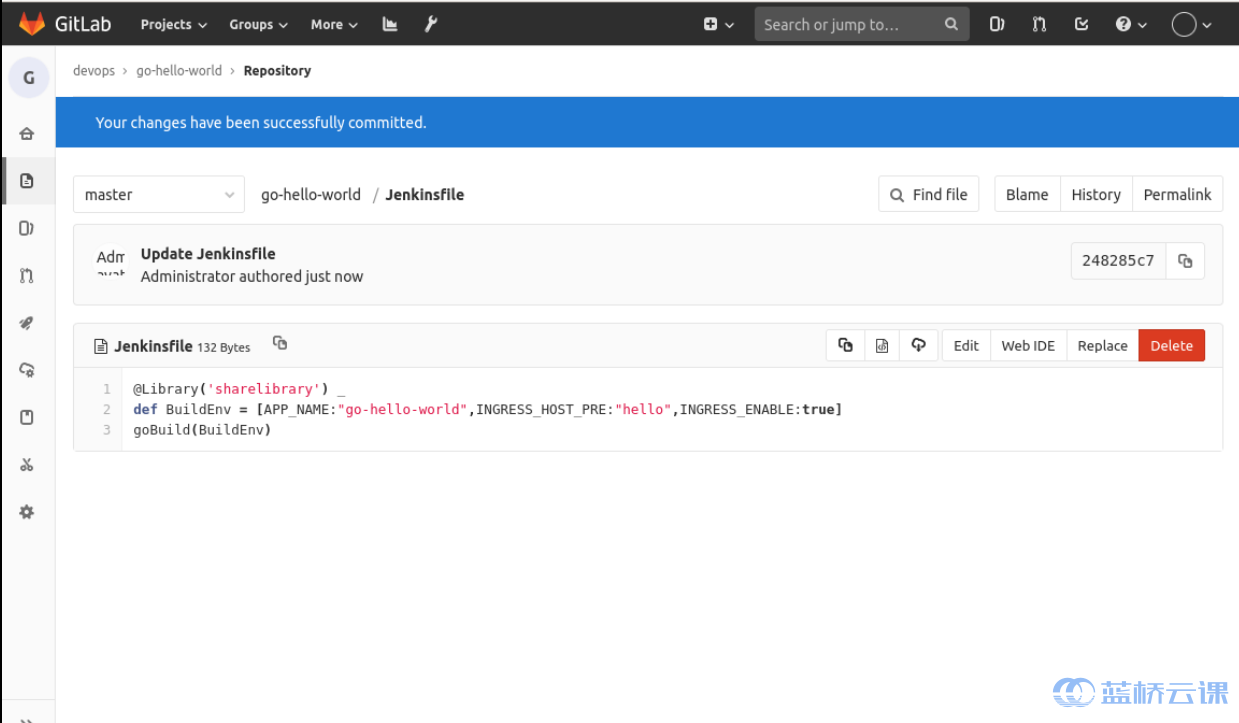 GitLab Projects Groups More Search or jump to...
G devops › go-hello-world › Repository
Your changes have been successfully committed.
master go-hello-world / Jenkinsfile Find file Blame History Permalink
Update Jenkinsfile
Administrator authored just now
248285c7
Jenkinsfile 132 Bytes Edit Web IDE Replace Delete
1 @Library('sharelibrary') _
2 def BuildEnv = [APP_NAME:"go-hello-world",INGRESS_HOST_PRE:"hello",INGRESS_ENABLE:true]
3 goBuild(BuildEnv)
蓝桥云课